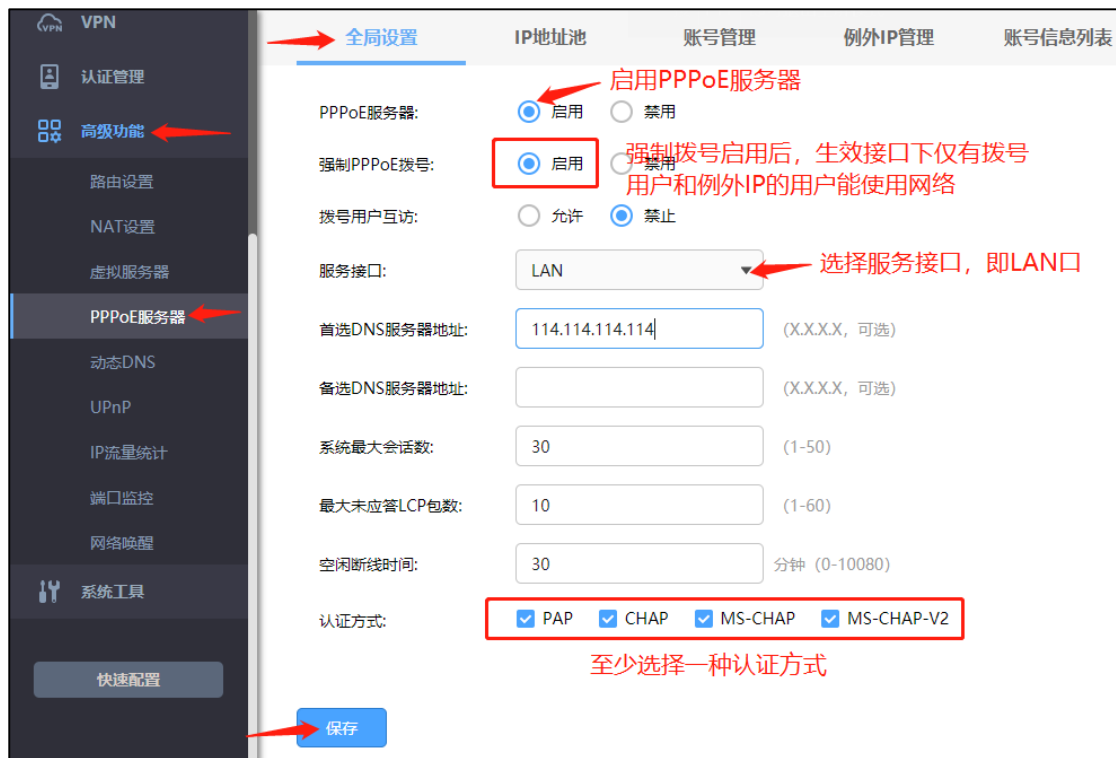 VPN VPN
认证管理
高级功能
路由设置
NAT设置
虚拟服务器
PPPoE服务器
动态DNS
UPnP
IP流量统计
端口监控
网络唤醒
系统工具
快速配置
全局设置 IP地址池 账号管理 例外IP管理 账号信息列表
启用PPPoE服务器
PPPoE服务器: 启用 禁用
强制PPPoE拨号: 启用 禁用
强制拨号启用后，生效接口下仅有拨号
用户和例外IP的用户能使用网络
拨号用户互访: 允许 禁止
服务接口: LAN 选择服务接口，即LAN口
首选DNS服务器地址: 114.114.114.114 (X.X.X.X，可选)
备选DNS服务器地址: (X.X.X.X，可选)
系统最大会话数: 30 (1-50)
最大未应答LCP包数: 10 (1-60)
空闲断线时间: 30 分钟 (0-10080)
认证方式: PAP CHAP MS-CHAP MS-CHAP-V2
至少选择一种认证方式
保存